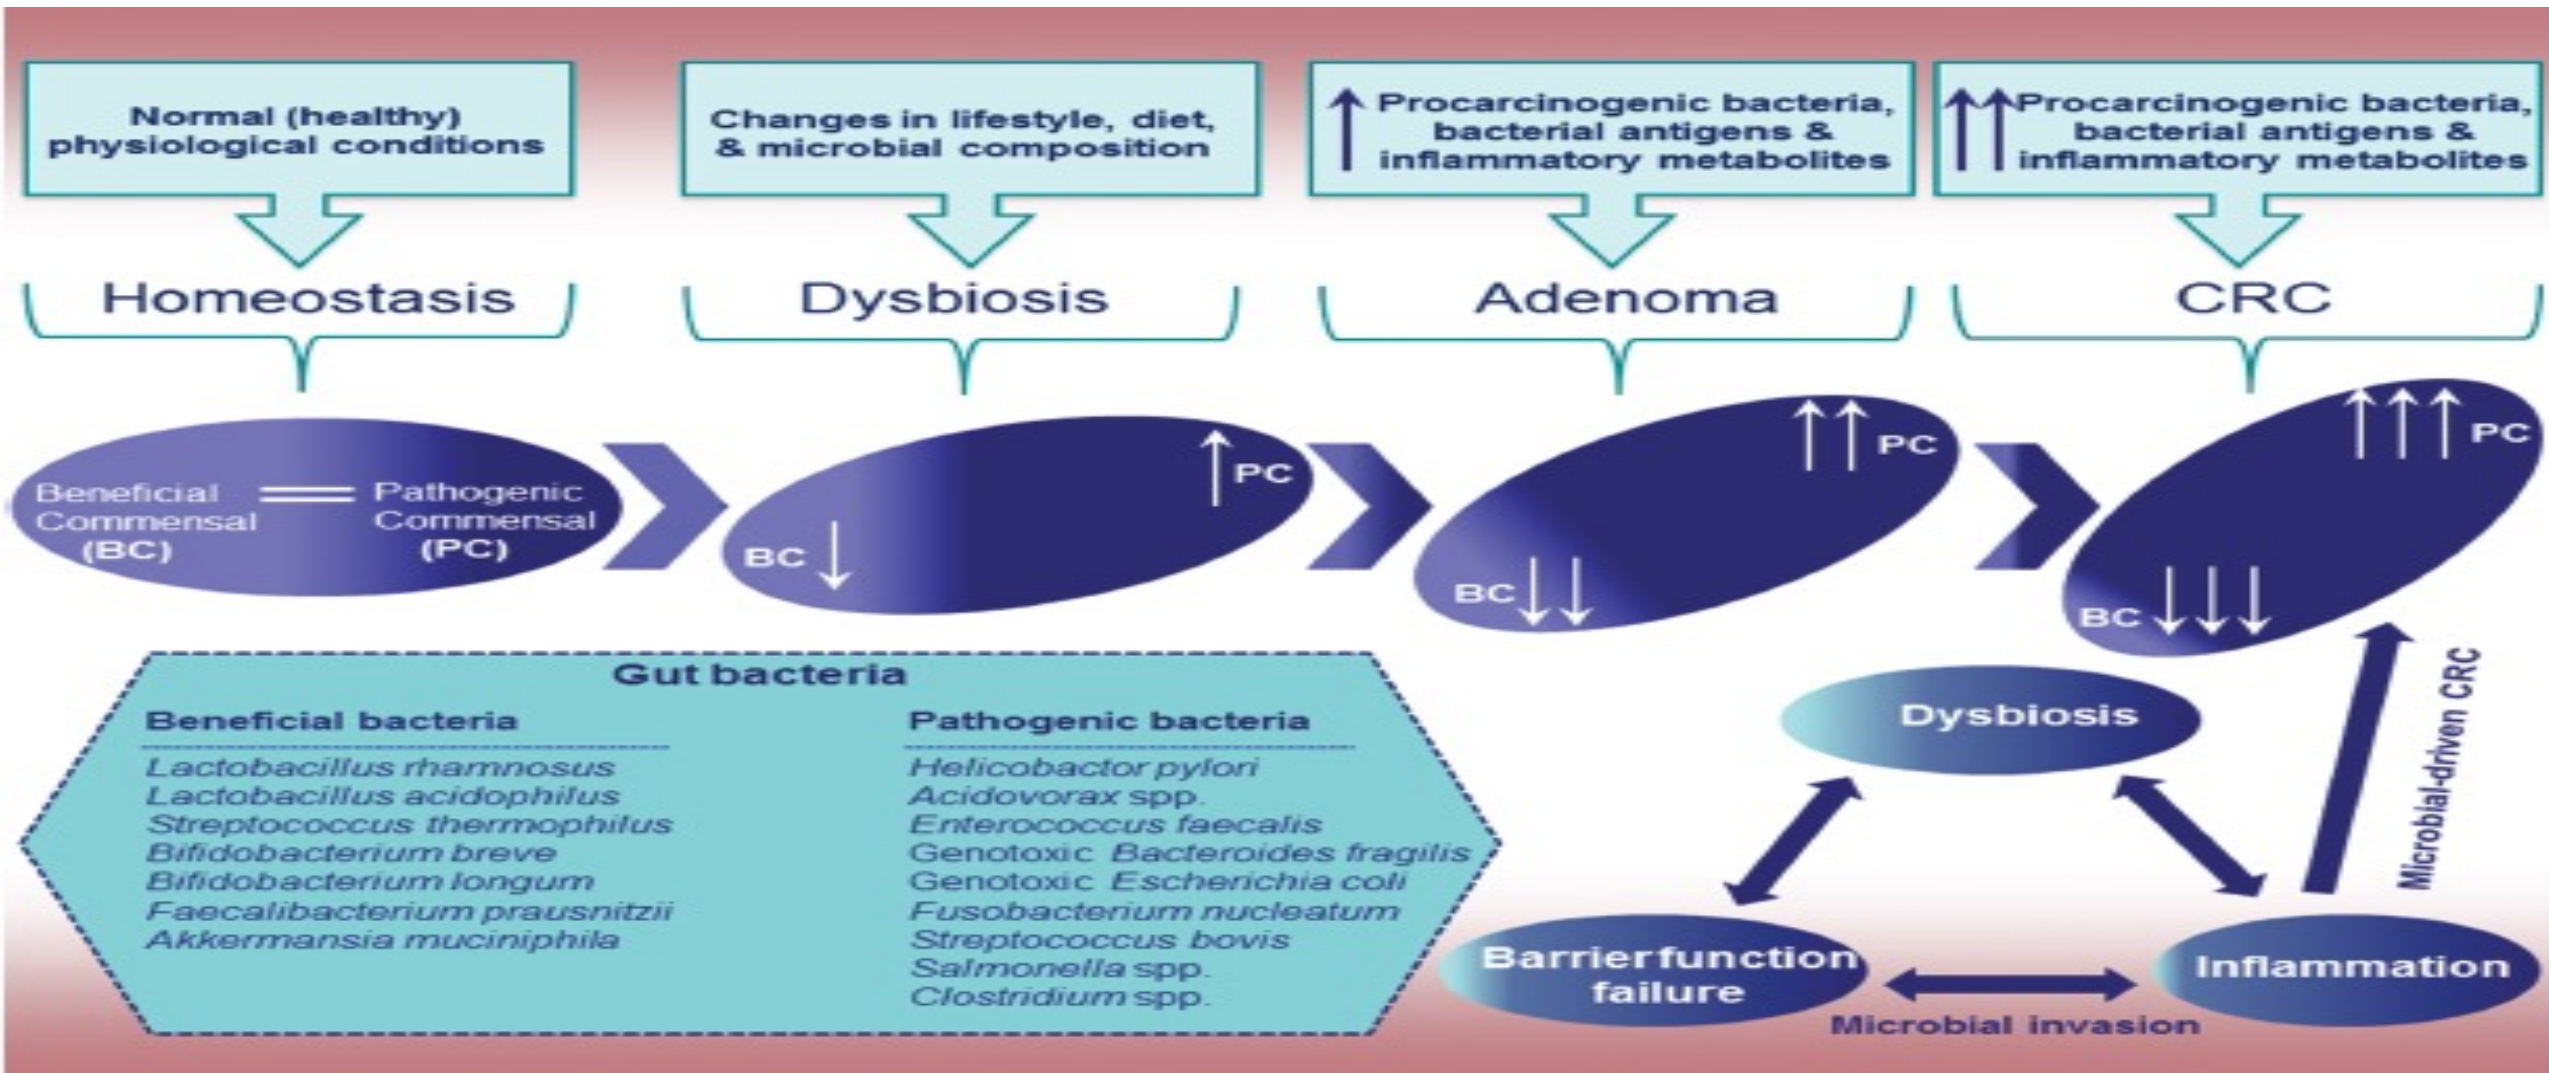 Normal (healthy)
physiological conditions
Changes in lifestyle, diet,
& microbial composition
↑ Procarcinogenic bacteria,
bacterial antigens &
inflammatory metabolites
↑↑ Procarcinogenic bacteria,
bacterial antigens &
inflammatory metabolites
Homeostasis
Dysbiosis
Adenoma
CRC
Beneficial = Pathogenic
Commensal Commensal
(BC) (PC)
↑ PC
BC ↓
↑↑ PC
BC ↓↓
↑↑↑ PC
BC ↓↓↓
Gut bacteria
Beneficial bacteria
Lactobacillus rhamnosus
Lactobacillus acidophilus
Streptococcus thermophilus
Bifidobacterium breve
Bifidobacterium longum
Faecalibacterium prausnitzii
Akkermansia muciniphila
Pathogenic bacteria
Helicobactor pylori
Acidovorax spp.
Enterococcus faecalis
Genotoxic Bacteroides fragilis
Genotoxic Escherichia coli
Fusobacterium nucleatum
Streptococcus bovis
Salmonella spp.
Clostridium spp.
Dysbiosis
Microbial-driven CRC
Barrier function
failure
Inflammation
Microbial invasion